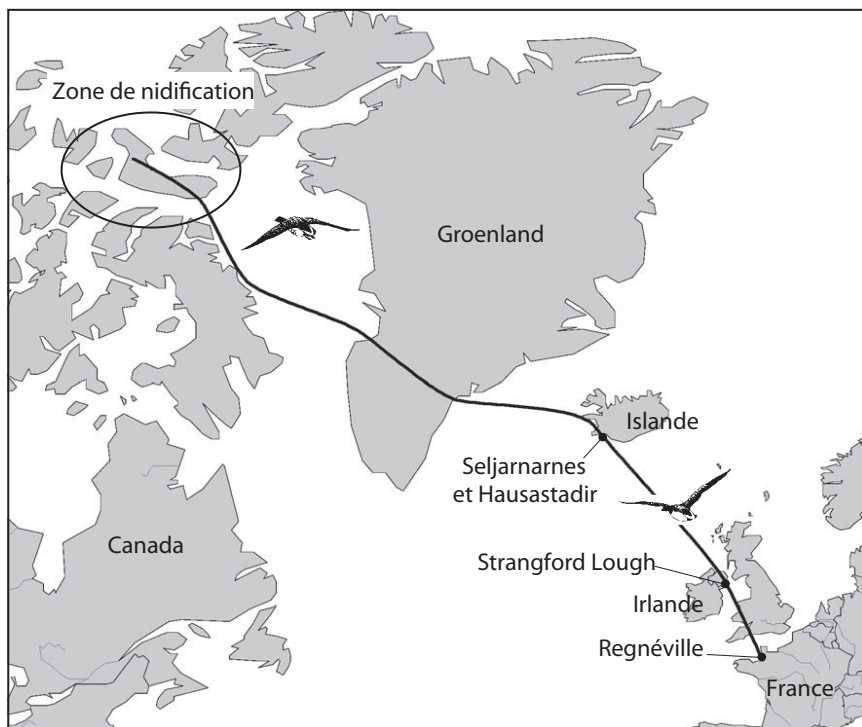 Zone de nidification
Groenland
Islande
Seljarnarnes
et Hausastadir
Canada
Strangford Lough
Irlande
Regnéville
France